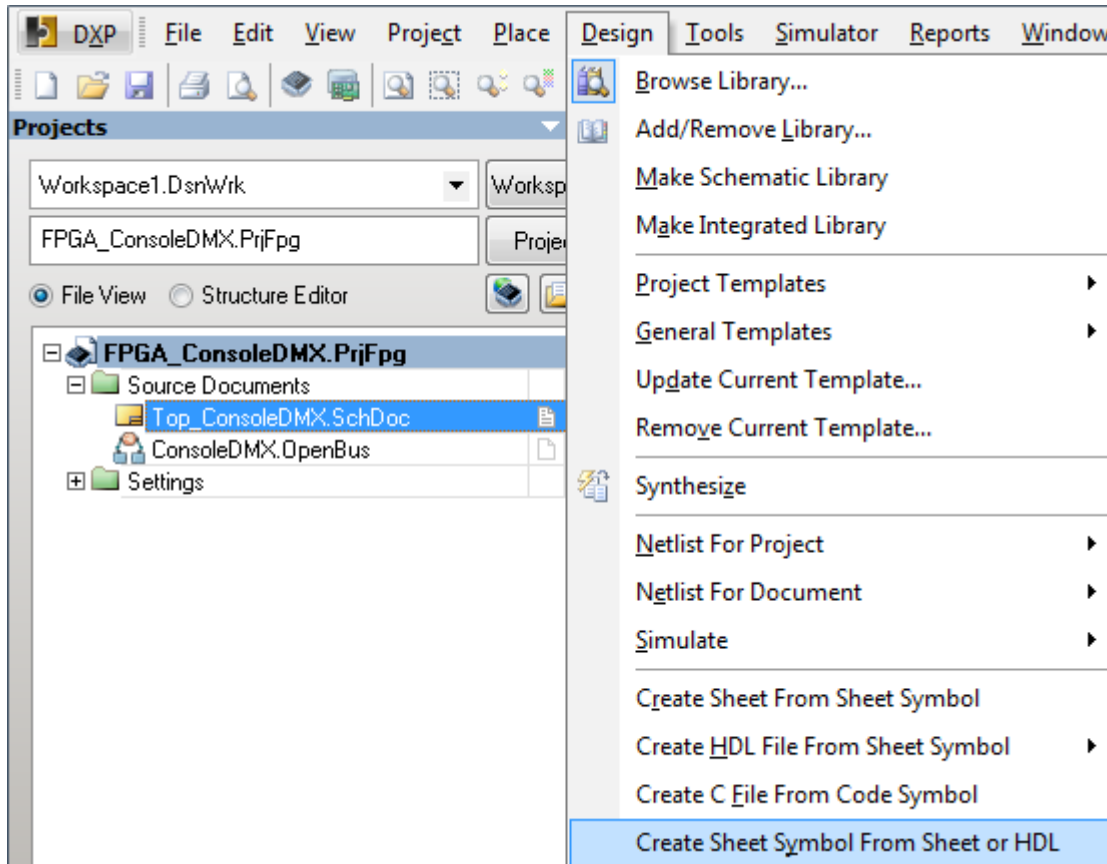 DXP File Edit View Project Place Design Tools Simulator Reports Window
Projects
Workspace1.DsnWrk Worksp
FPGA_ConsoleDMX.PrjFpg Proje
File View Structure Editor
FPGA_ConsoleDMX.PrjFpg
Source Documents
Top_ConsoleDMX.SchDoc
ConsoleDMX.OpenBus
Settings
Browse Library...
Add/Remove Library...
Make Schematic Library
Make Integrated Library
Project Templates
General Templates
Update Current Template...
Remove Current Template...
Synthesize
Netlist For Project
Netlist For Document
Simulate
Create Sheet From Sheet Symbol
Create HDL File From Sheet Symbol
Create C File From Code Symbol
Create Sheet Symbol From Sheet or HDL